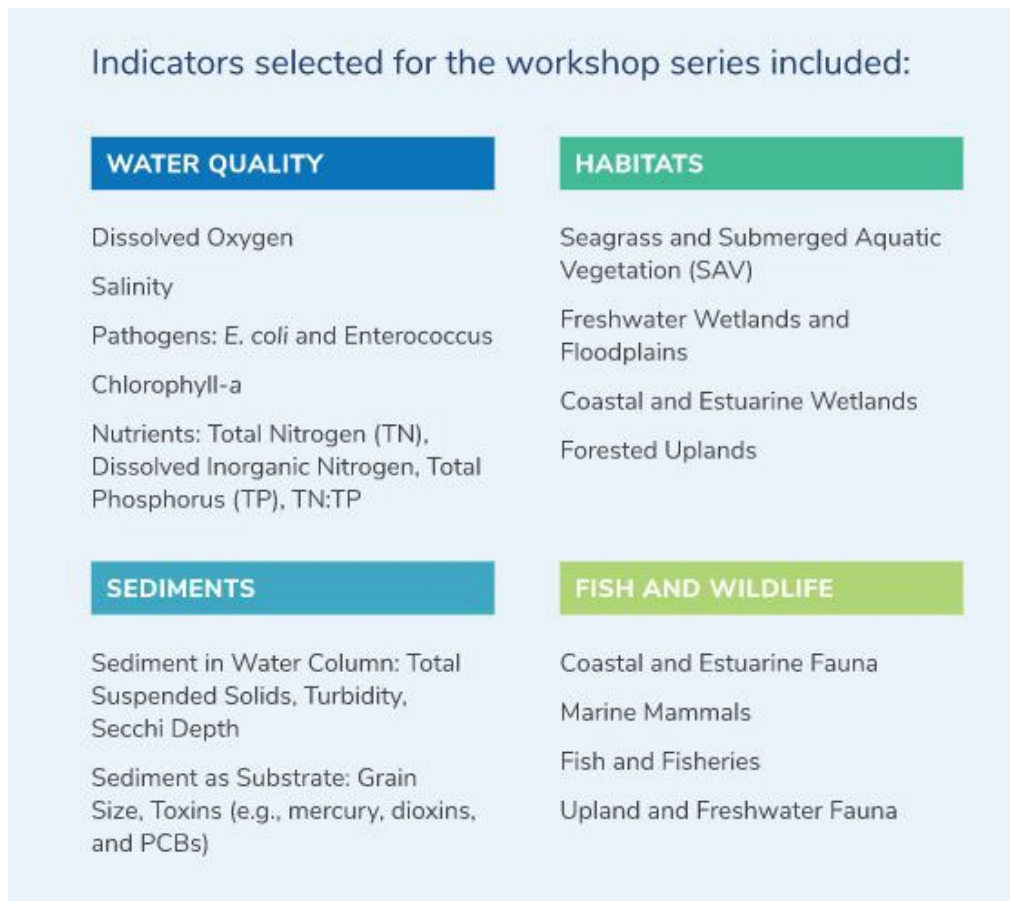 Indicators selected for the workshop series included:
WATER QUALITY
Dissolved Oxygen
Salinity
Pathogens: E. coli and Enterococcus
Chlorophyll-a
Nutrients: Total Nitrogen (TN),
Dissolved Inorganic Nitrogen, Total
Phosphorus (TP), TN:TP
HABITATS
Seagrass and Submerged Aquatic
Vegetation (SAV)
Freshwater Wetlands and
Floodplains
Coastal and Estuarine Wetlands
Forested Uplands
SEDIMENTS
Sediment in Water Column: Total
Suspended Solids, Turbidity,
Secchi Depth
Sediment as Substrate: Grain
Size, Toxins (e.g., mercury, dioxins,
and PCBs)
FISH AND WILDLIFE
Coastal and Estuarine Fauna
Marine Mammals
Fish and Fisheries
Upland and Freshwater Fauna